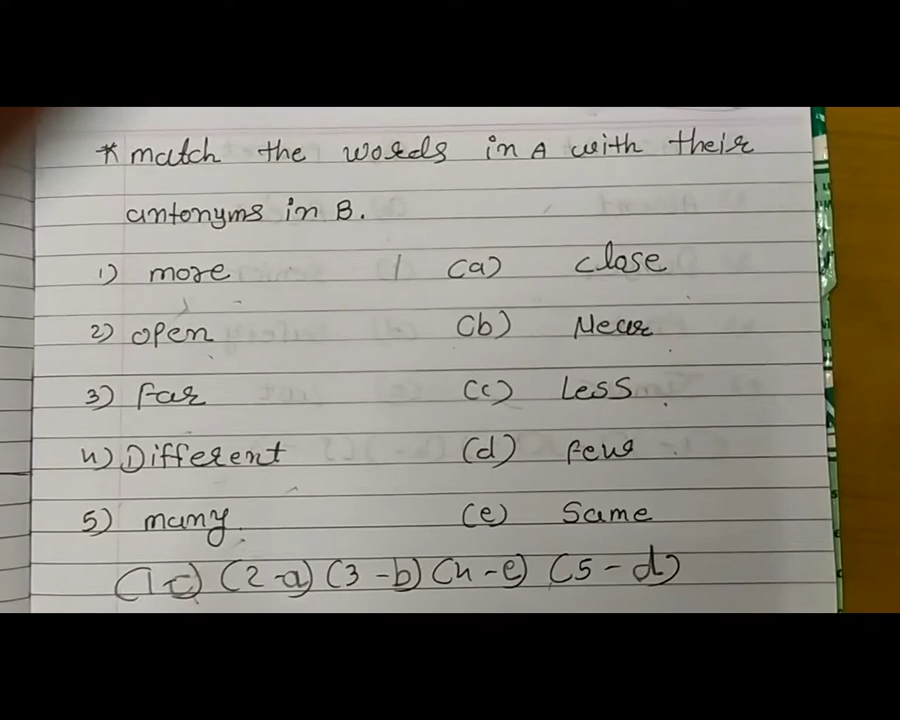 * match the words in A with their
antonyms in B.
1) more (a) close
2) open (b) Near
3) Far (c) Less
4) Different (d) few
5) many (e) Same
(1-c) (2-a) (3-b) (4-e) (5-d)